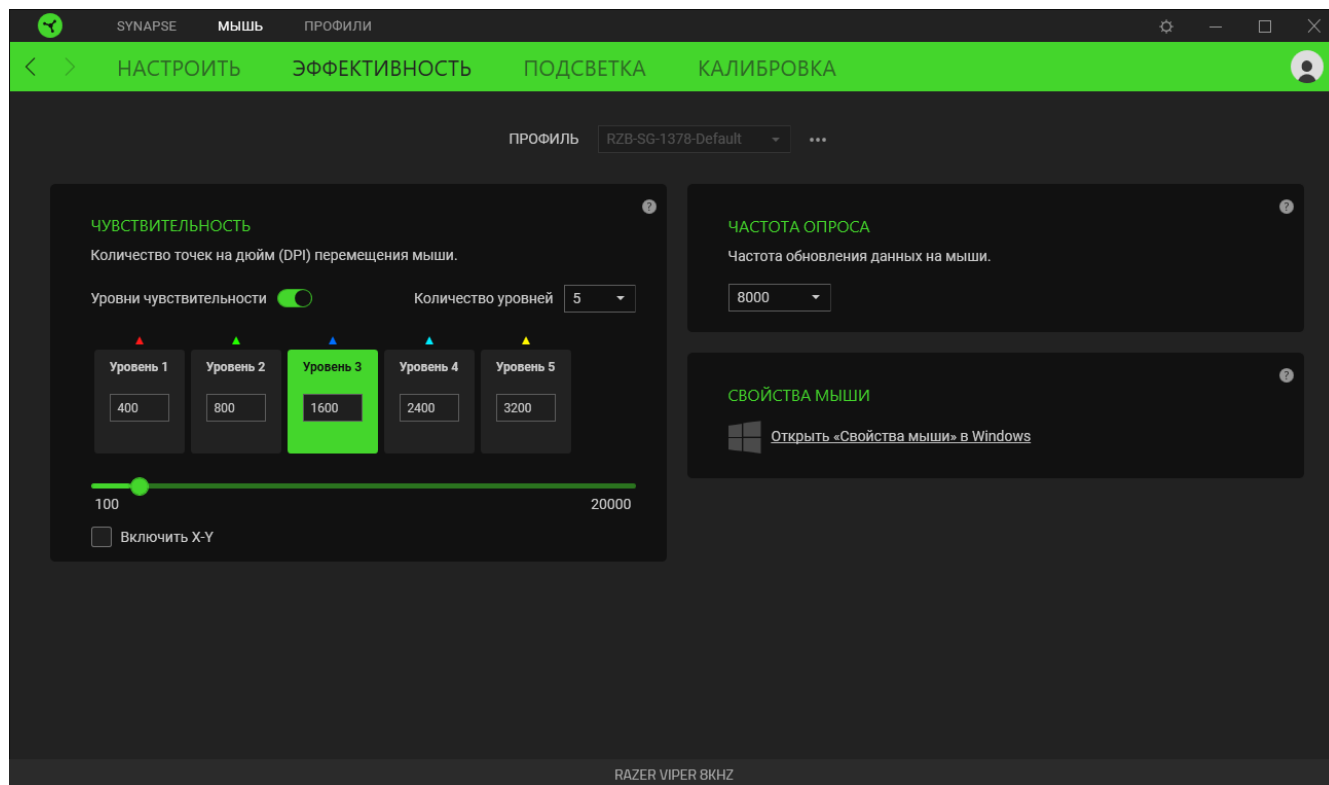 SYNAPSE МЫШЬ ПРОФИЛИ
НАСТРОИТЬ ЭФФЕКТИВНОСТЬ ПОДСВЕТКА КАЛИБРОВКА
ПРОФИЛЬ RZB-SG-1378-Default
ЧУВСТВИТЕЛЬНОСТЬ
Количество точек на дюйм (DPI) перемещения мыши.
Уровни чувствительности Количество уровней 5
Уровень 1 Уровень 2 Уровень 3 Уровень 4 Уровень 5
400 800 1600 2400 3200
100 20000
Включить X-Y
ЧАСТОТА ОПРОСА
Частота обновления данных на мыши.
8000
СВОЙСТВА МЫШИ
Открыть «Свойства мыши» в Windows
RAZER VIPER 8KHZ